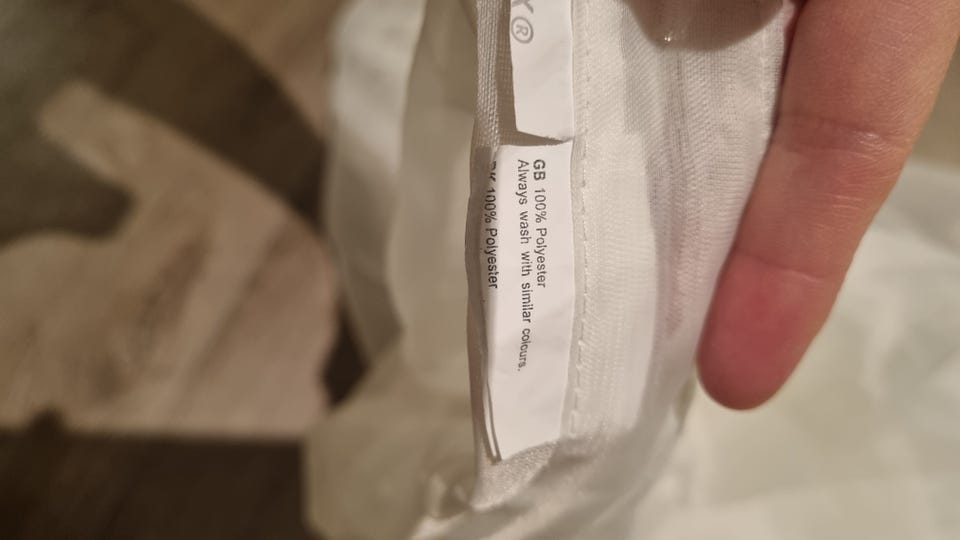 ®
GB 100% Polyester
Always wash with similar colours.
100% Polyester